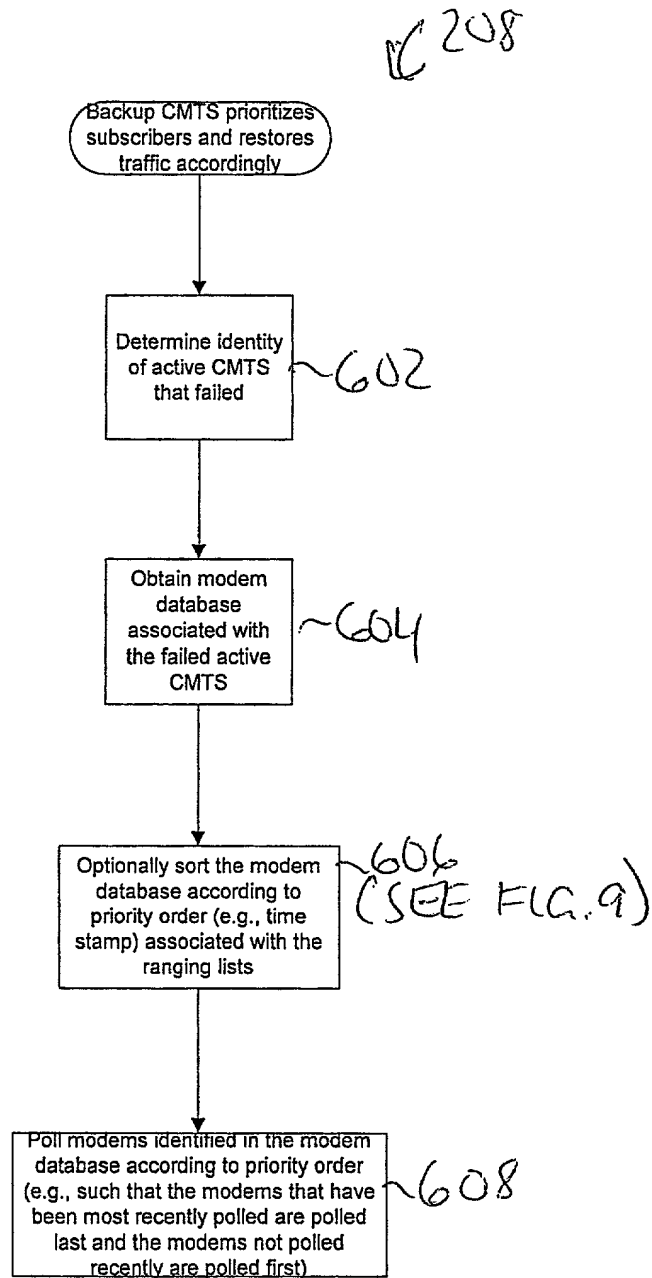 208
Backup CMTS prioritizes
subscribers and restores
traffic accordingly
Determine identity
of active CMTS
that failed
602
Obtain modem
database
associated with
the failed active
CMTS
604
Optionally sort the modem
database according to
priority order (e.g., time
stamp) associated with the
ranging lists
606
(SEE FIG. 9)
Poll modems identified in the modem
database according to priority order
(e.g., such that the modems that have
been most recently polled are polled
last and the modems not polled
recently are polled first)
608